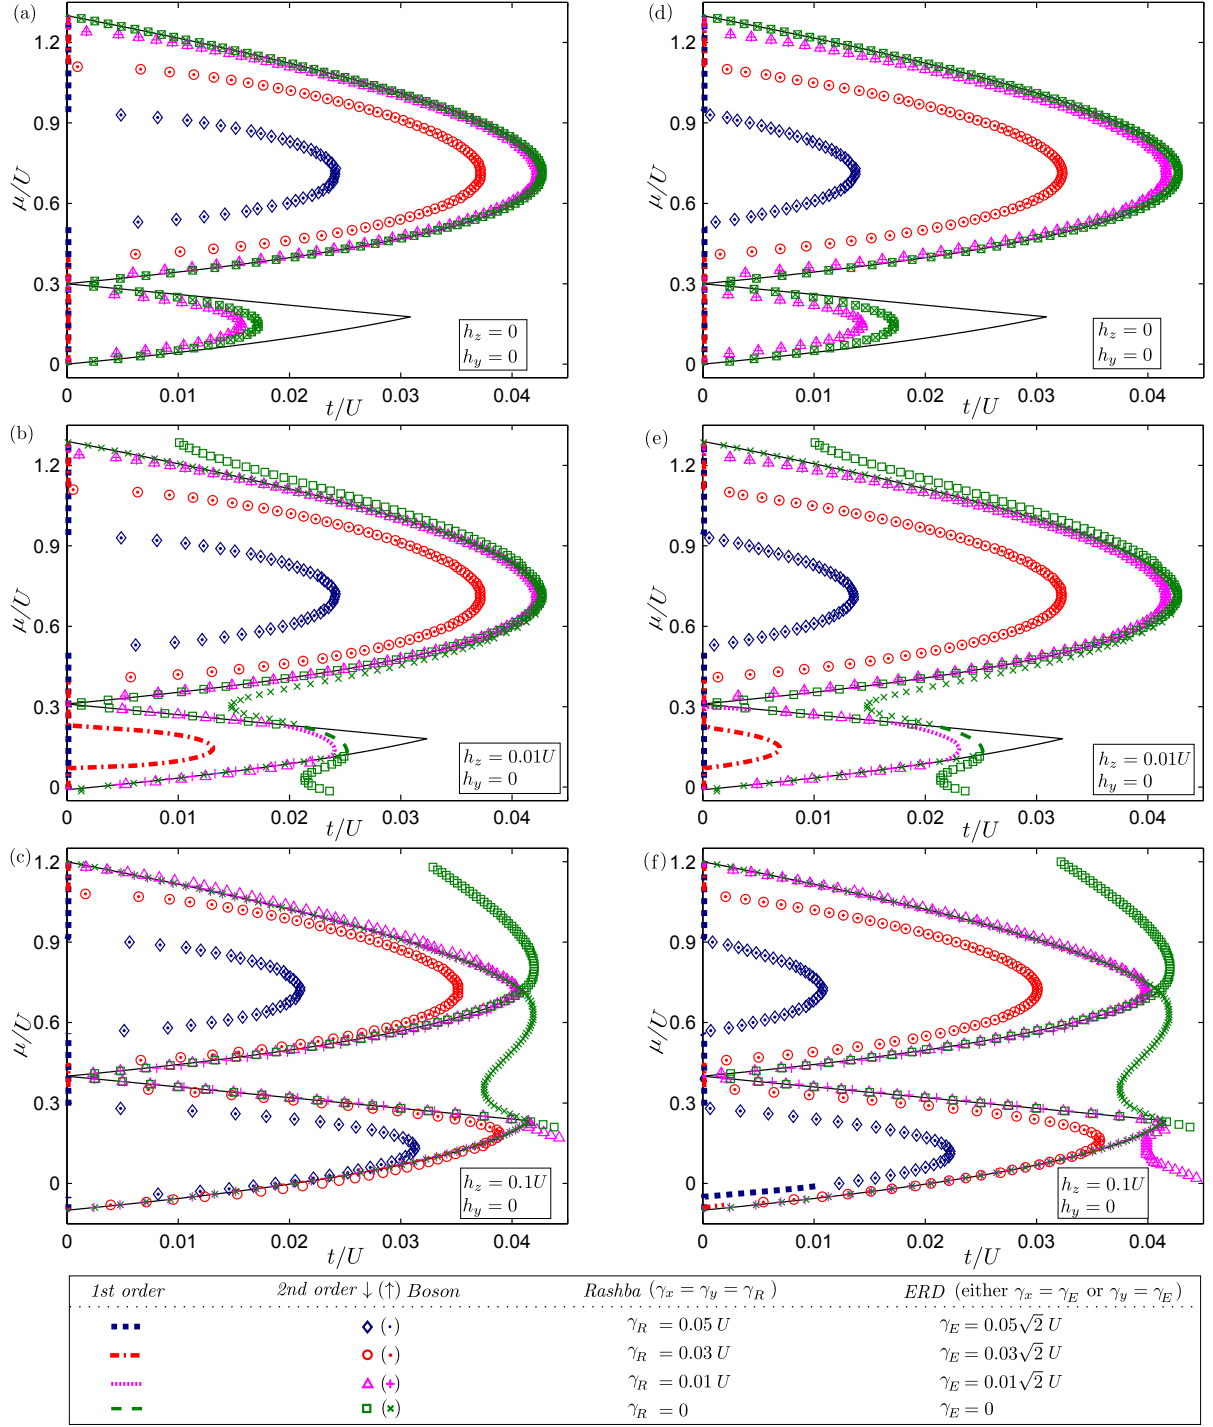 (a)
1.2
0.9
0.6
0.3
0
μ/U
h_z = 0
h_y = 0
0 0.01 0.02 0.03 0.04
t/U
(d)
1.2
0.9
0.6
0.3
0
μ/U
h_z = 0
h_y = 0
0 0.01 0.02 0.03 0.04
t/U
(b)
1.2
0.9
0.6
0.3
0
μ/U
h_z = 0.01U
h_y = 0
0 0.01 0.02 0.03 0.04
t/U
(e)
1.2
0.9
0.6
0.3
0
μ/U
h_z = 0.01U
h_y = 0
0 0.01 0.02 0.03 0.04
t/U
(c)
1.2
0.9
0.6
0.3
0
μ/U
h_z = 0.1U
h_y = 0
0 0.01 0.02 0.03 0.04
t/U
(f)
1.2
0.9
0.6
0.3
0
μ/U
h_z = 0.1U
h_y = 0
0 0.01 0.02 0.03 0.04
t/U
1st order 2nd order ↓ (↑) Boson Rashba (γ_x = γ_y = γ_R) ERD (either γ_x = γ_E or γ_y = γ_E)
γ_R = 0.05 U γ_E = 0.05√2 U
γ_R = 0.03 U γ_E = 0.03√2 U
γ_R = 0.01 U γ_E = 0.01√2 U
γ_R = 0 γ_E = 0